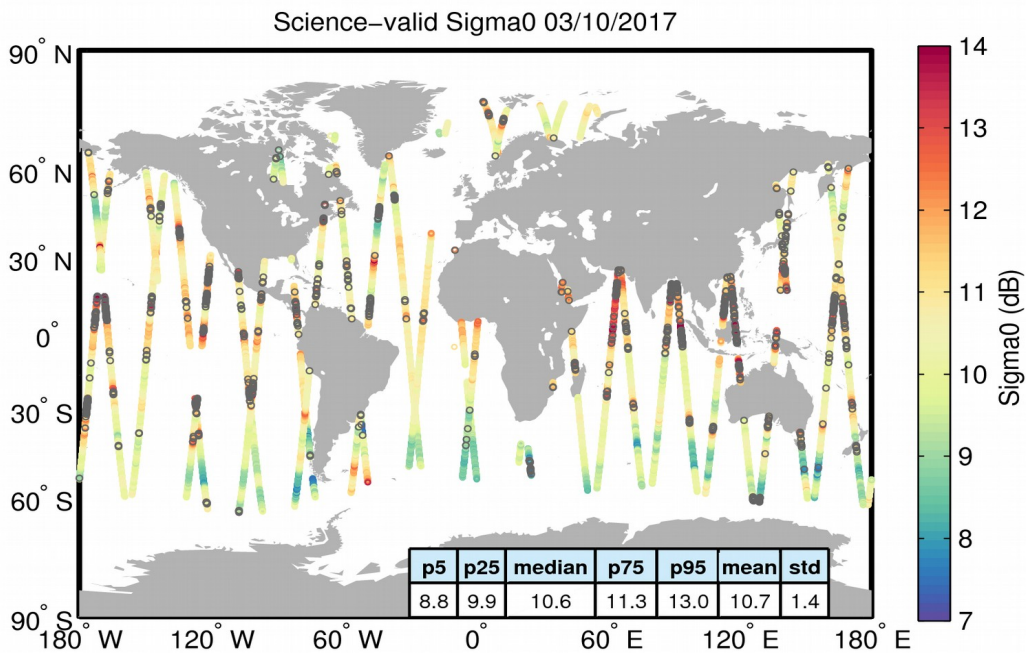 Science−valid Sigma0 03/10/2017
90° N
60° N
30° N
0°
30° S
60° S
90° S
180° W
120° W
60° W
0°
60° E
120° E
180° E
p5 p25 median p75 p95 mean std
8.8 9.9 10.6 11.3 13.0 10.7 1.4
14
13
12
11
10
9
8
7
Sigma0 (dB)